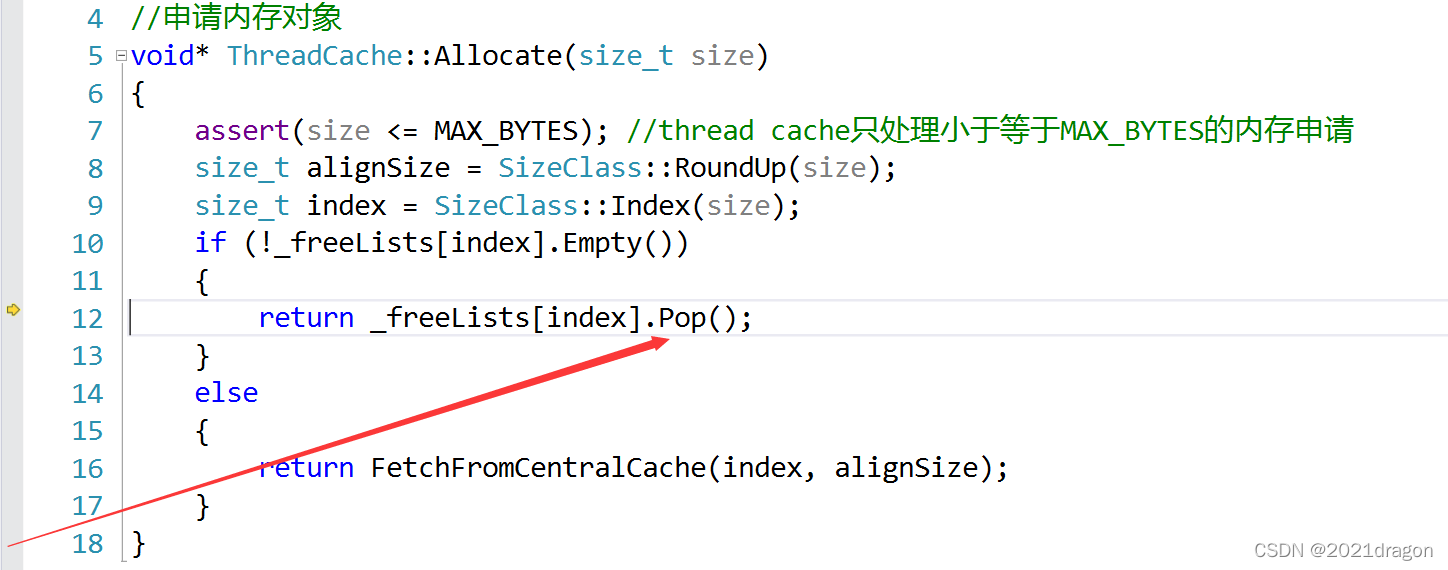 4 //申请内存对象
5 void* ThreadCache::Allocate(size_t size)
6 {
7 assert(size <= MAX_BYTES); //thread cache只处理小于等于MAX_BYTES的内存申请
8 size_t alignSize = SizeClass::RoundUp(size);
9 size_t index = SizeClass::Index(size);
10 if (!_freeLists[index].Empty())
11 {
12 return _freeLists[index].Pop();
13 }
14 else
15 {
16 return FetchFromCentralCache(index, alignSize);
17 }
18 }
CSDN @2021dragon